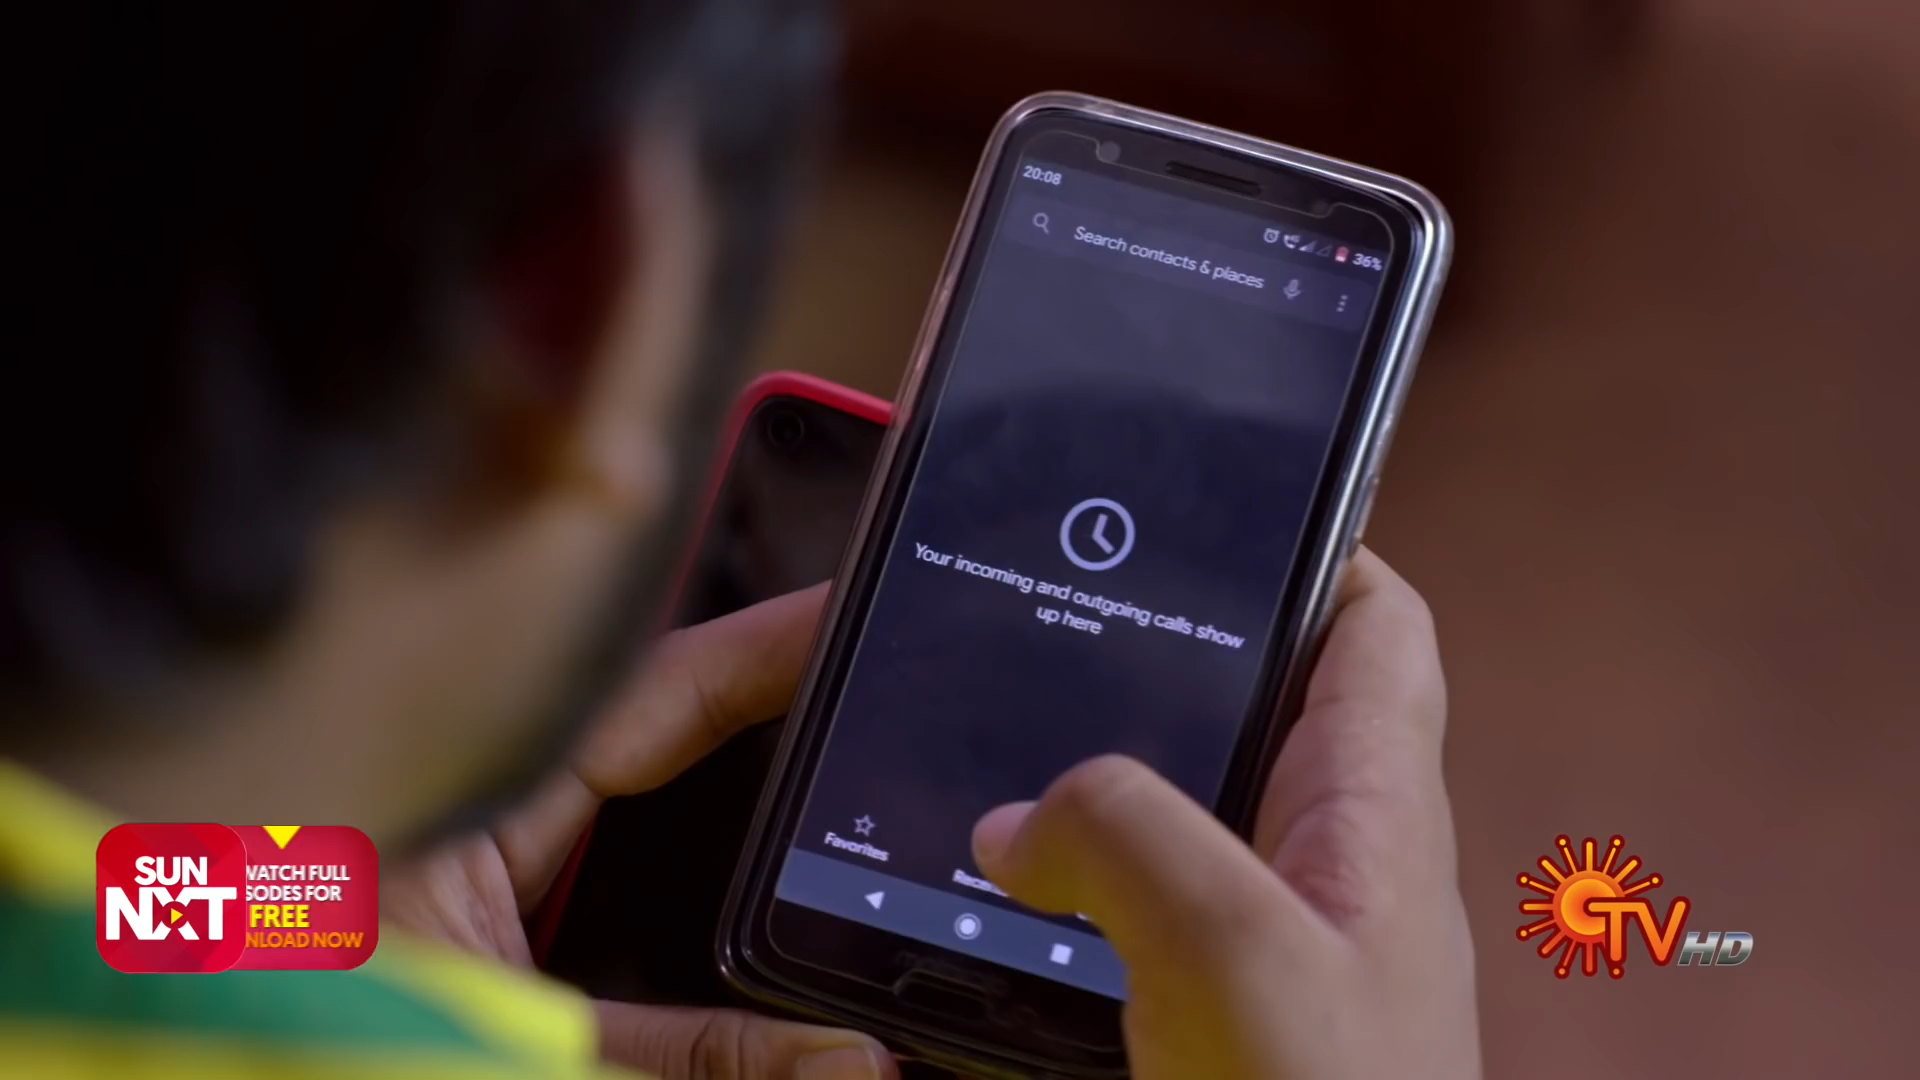 20:08
36%
Search contacts & places
Your incoming and outgoing calls show
up here
Favorites
SUN
NXT
WATCH FULL
SODES FOR
FREE
NLOAD NOW
TV HD